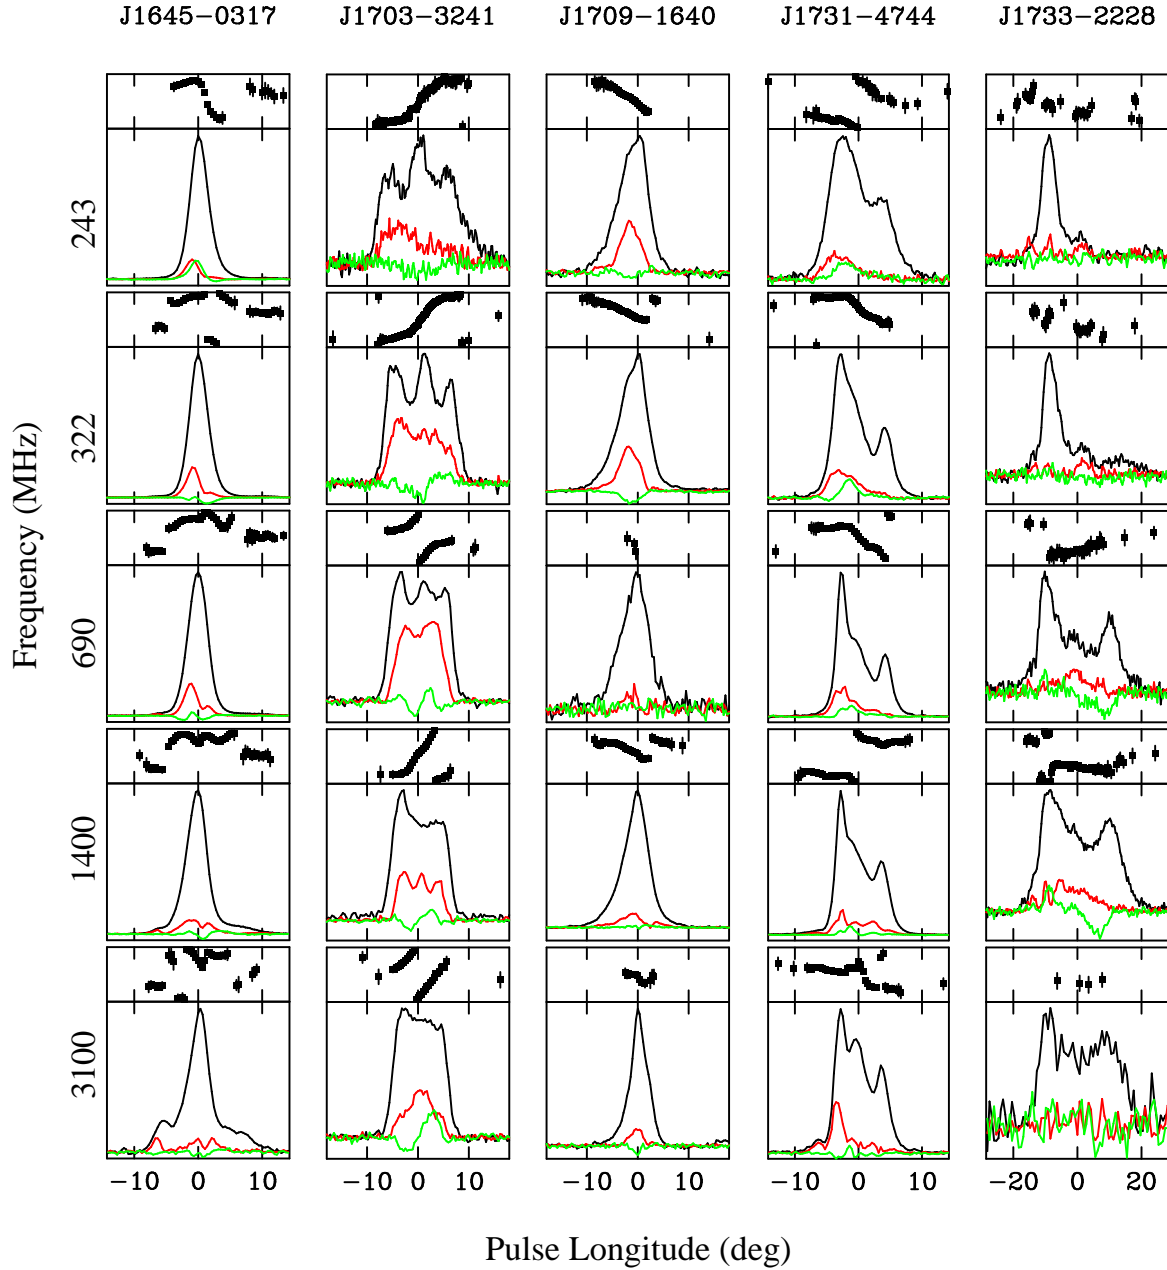 J1645−0317 J1703−3241 J1709−1640 J1731−4744 J1733−2228
243
322
690
1400
3100
Frequency (MHz)
−10 0 10 −10 0 10 −10 0 10 −10 0 10 −20 0 20
Pulse Longitude (deg)